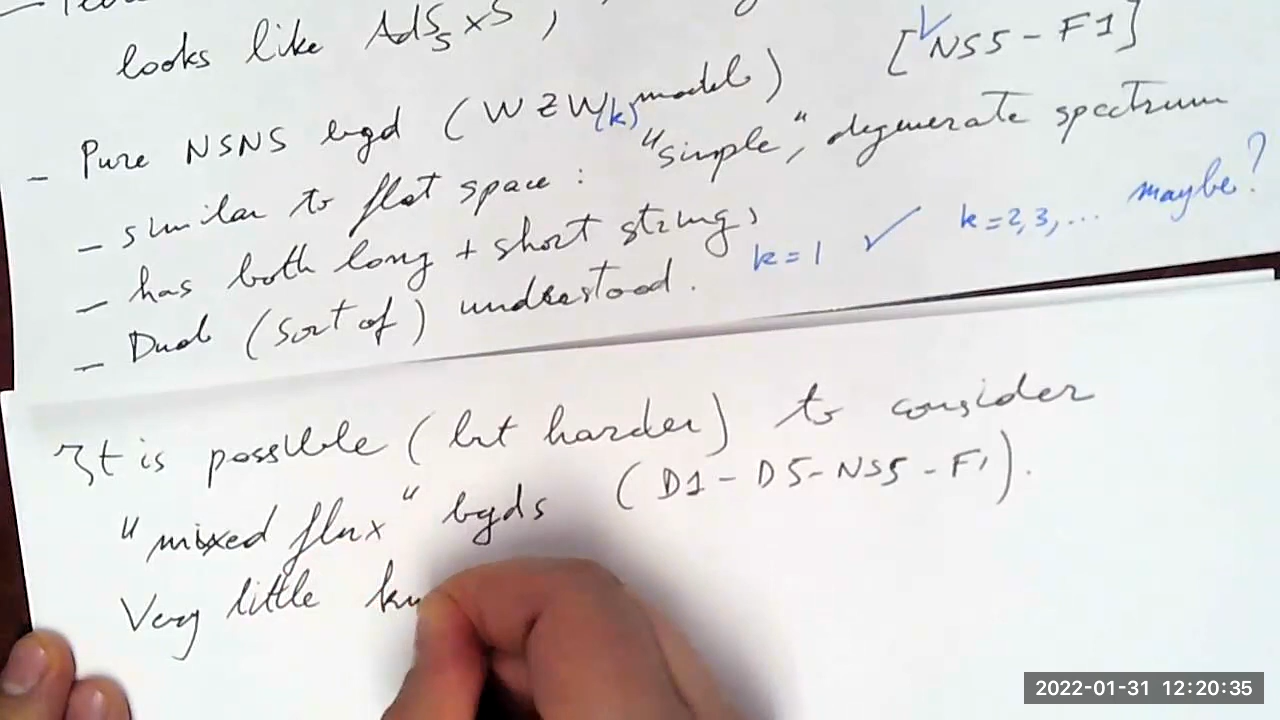 looks like AdS₅×S⁵,
- Pure NSNS bgd (WZW(k) model) [NS5-F1]
- similar to flat space: "simple", degenerate spectrum
- has both long + short strings
- Dual (sort of) understood. k=1 ✓ k=2,3,... maybe?
It is possible (but harder) to consider
"mixed flux" bgds (D1-D5-NS5-F1).
Very little
2022-01-31 12:20:35